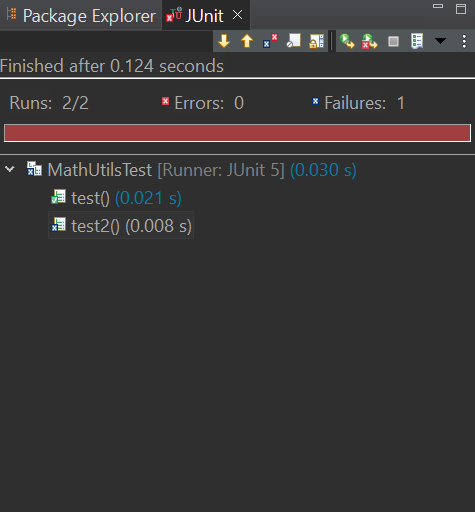 Package Explorer JUnit
Finished after 0.124 seconds
Runs: 2/2 Errors: 0 Failures: 1
MathUtilsTest [Runner: JUnit 5] (0.030 s)
test() (0.021 s)
test2() (0.008 s)